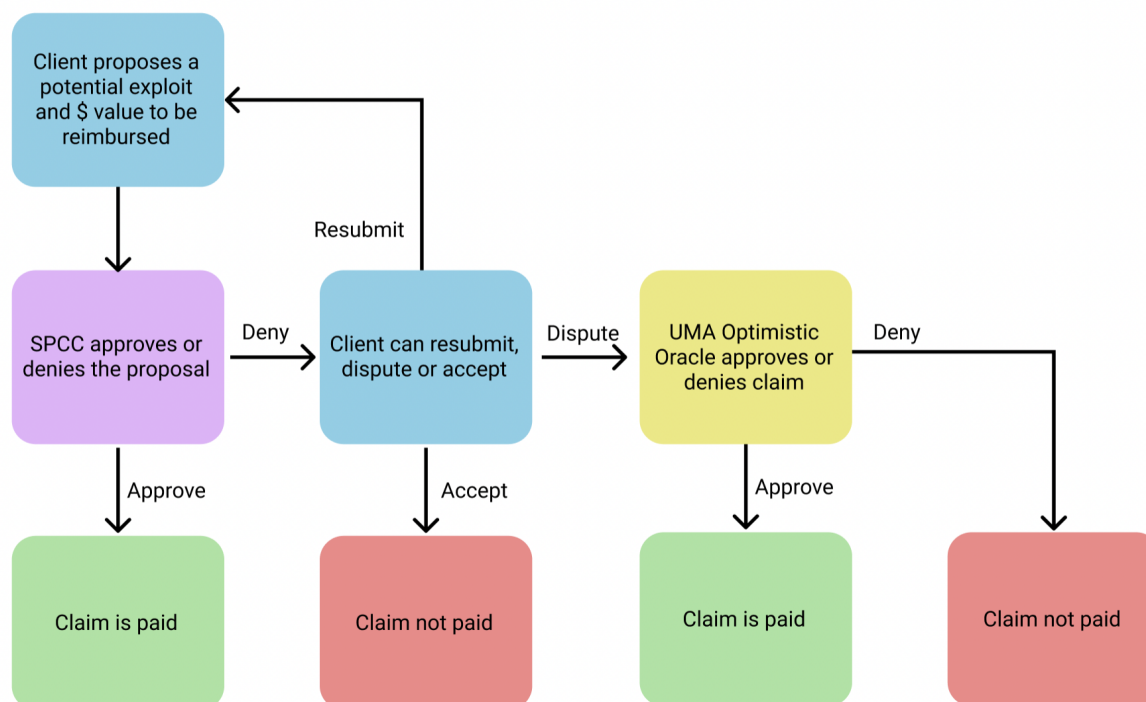 Client proposes a
potential exploit
and $ value to be
reimbursed
Resubmit
SPCC approves or
denies the proposal
Deny
Client can resubmit,
dispute or accept
Dispute
UMA Optimistic
Oracle approves or
denies claim
Deny
Approve
Accept
Approve
Claim is paid
Claim not paid
Claim is paid
Claim not paid